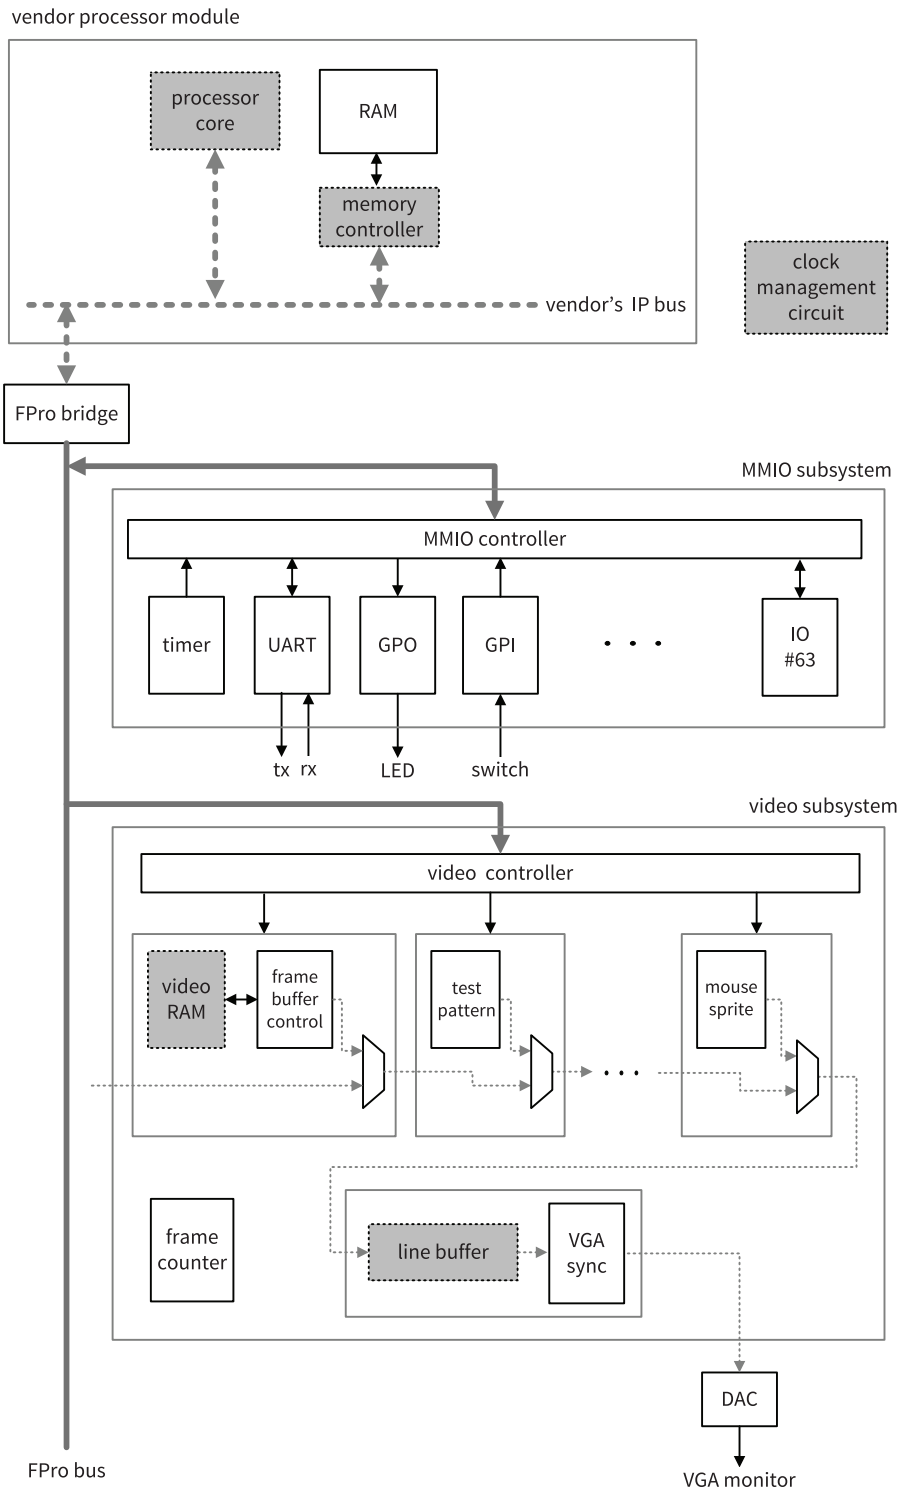 vendor processor module
processor
core
RAM
memory
controller
clock
management
circuit
vendor's IP bus
FPro bridge
MMIO subsystem
MMIO controller
timer
UART
GPO
GPI
. . .
IO
#63
tx
rx
LED
switch
video subsystem
video controller
video
RAM
frame
buffer
control
test
pattern
. . .
mouse
sprite
frame
counter
line buffer
VGA
sync
DAC
FPro bus
VGA monitor